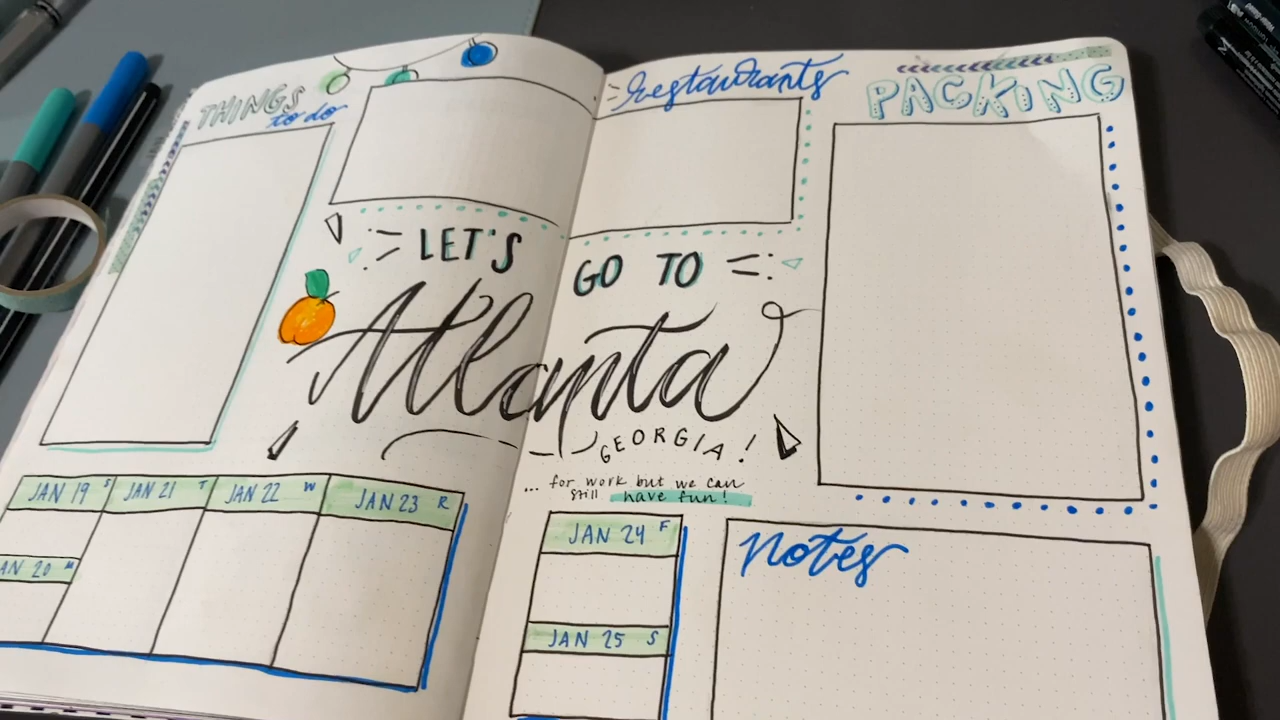 THINGS
to do
Restaurants
PACKING
LET'S GO TO
Atlanta
GEORGIA!
... for work but we can
still have fun!
JAN 19 S
JAN 20 M
JAN 21 T
JAN 22 W
JAN 23 R
JAN 24 F
JAN 25 S
Notes